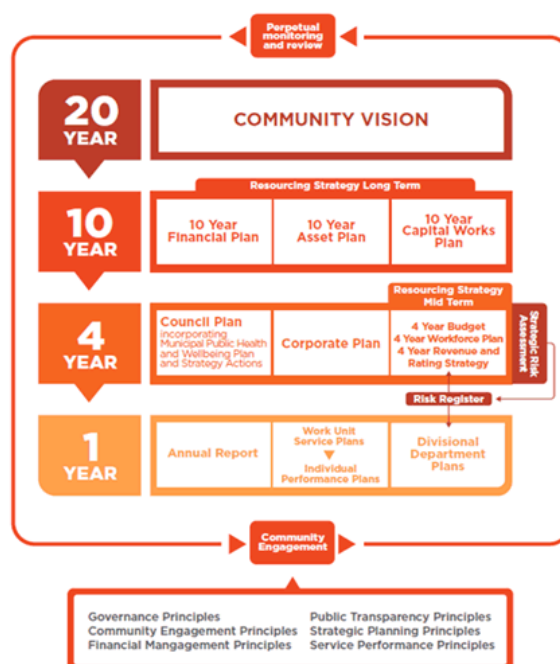 Perpetual
monitoring
and review
20
YEAR
COMMUNITY VISION
Resourcing Strategy Long Term
10
YEAR
10 Year
Financial Plan
10 Year
Asset Plan
10 Year
Capital Works
Plan
Resourcing Strategy
Mid Term
4
YEAR
Council Plan
incorporating
Municipal Public Health
and Wellbeing Plan
and Strategy Actions
Corporate Plan
4 Year Budget
4 Year Workforce Plan
4 Year Revenue and
Rating Strategy
Strategic Risk
Assessment
Risk Register
1
YEAR
Annual Report
Work Unit
Service Plans
Individual
Performance Plans
Divisional
Department
Plans
Community
Engagement
Governance Principles
Community Engagement Principles
Financial Mangagement Principles
Public Transparency Principles
Strategic Planning Principles
Service Performance Principles